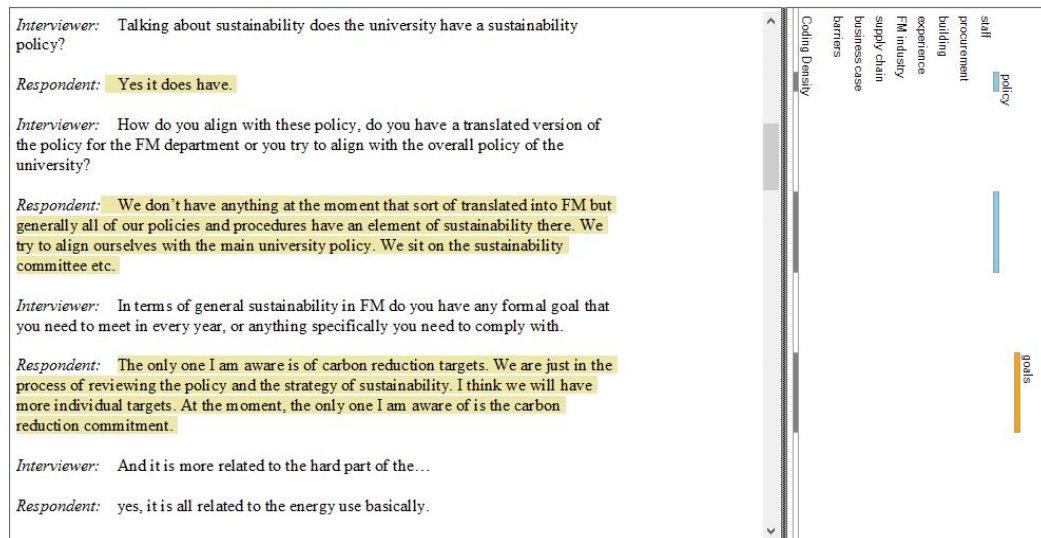 Interviewer: Talking about sustainability does the university have a sustainability
policy?
Respondent: Yes it does have.
Interviewer: How do you align with these policy, do you have a translated version of
the policy for the FM department or you try to align with the overall policy of the
university?
Respondent: We don’t have anything at the moment that sort of translated into FM but
generally all of our policies and procedures have an element of sustainability there. We
try to align ourselves with the main university policy. We sit on the sustainability
committee etc.
Interviewer: In terms of general sustainability in FM do you have any formal goal that
you need to meet in every year, or anything specifically you need to comply with.
Respondent: The only one I am aware is of carbon reduction targets. We are just in the
process of reviewing the policy and the strategy of sustainability. I think we will have
more individual targets. At the moment, the only one I am aware of is the carbon
reduction commitment.
Interviewer: And it is more related to the hard part of the…
Respondent: yes, it is all related to the energy use basically.
Coding Density
barriers
business case
supply chain
FM industry
experience
building
procurement
staff
policy
goals